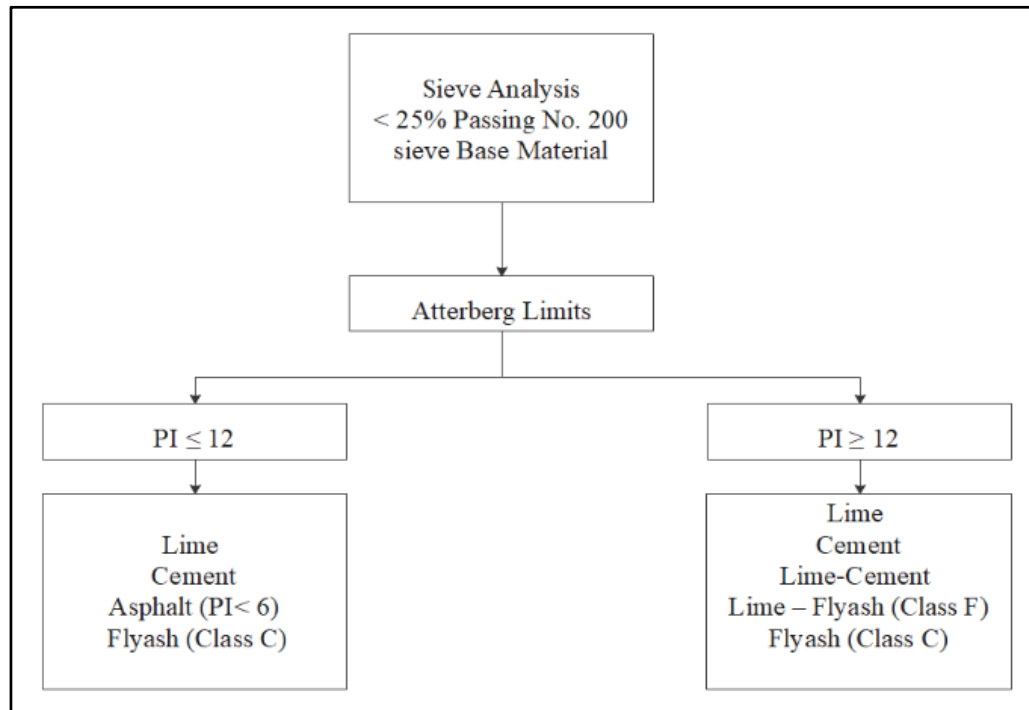 Sieve Analysis
< 25% Passing No. 200
sieve Base Material
Atterberg Limits
PI ≤ 12
PI ≥ 12
Lime
Cement
Asphalt (PI< 6)
Flyash (Class C)
Lime
Cement
Lime-Cement
Lime – Flyash (Class F)
Flyash (Class C)